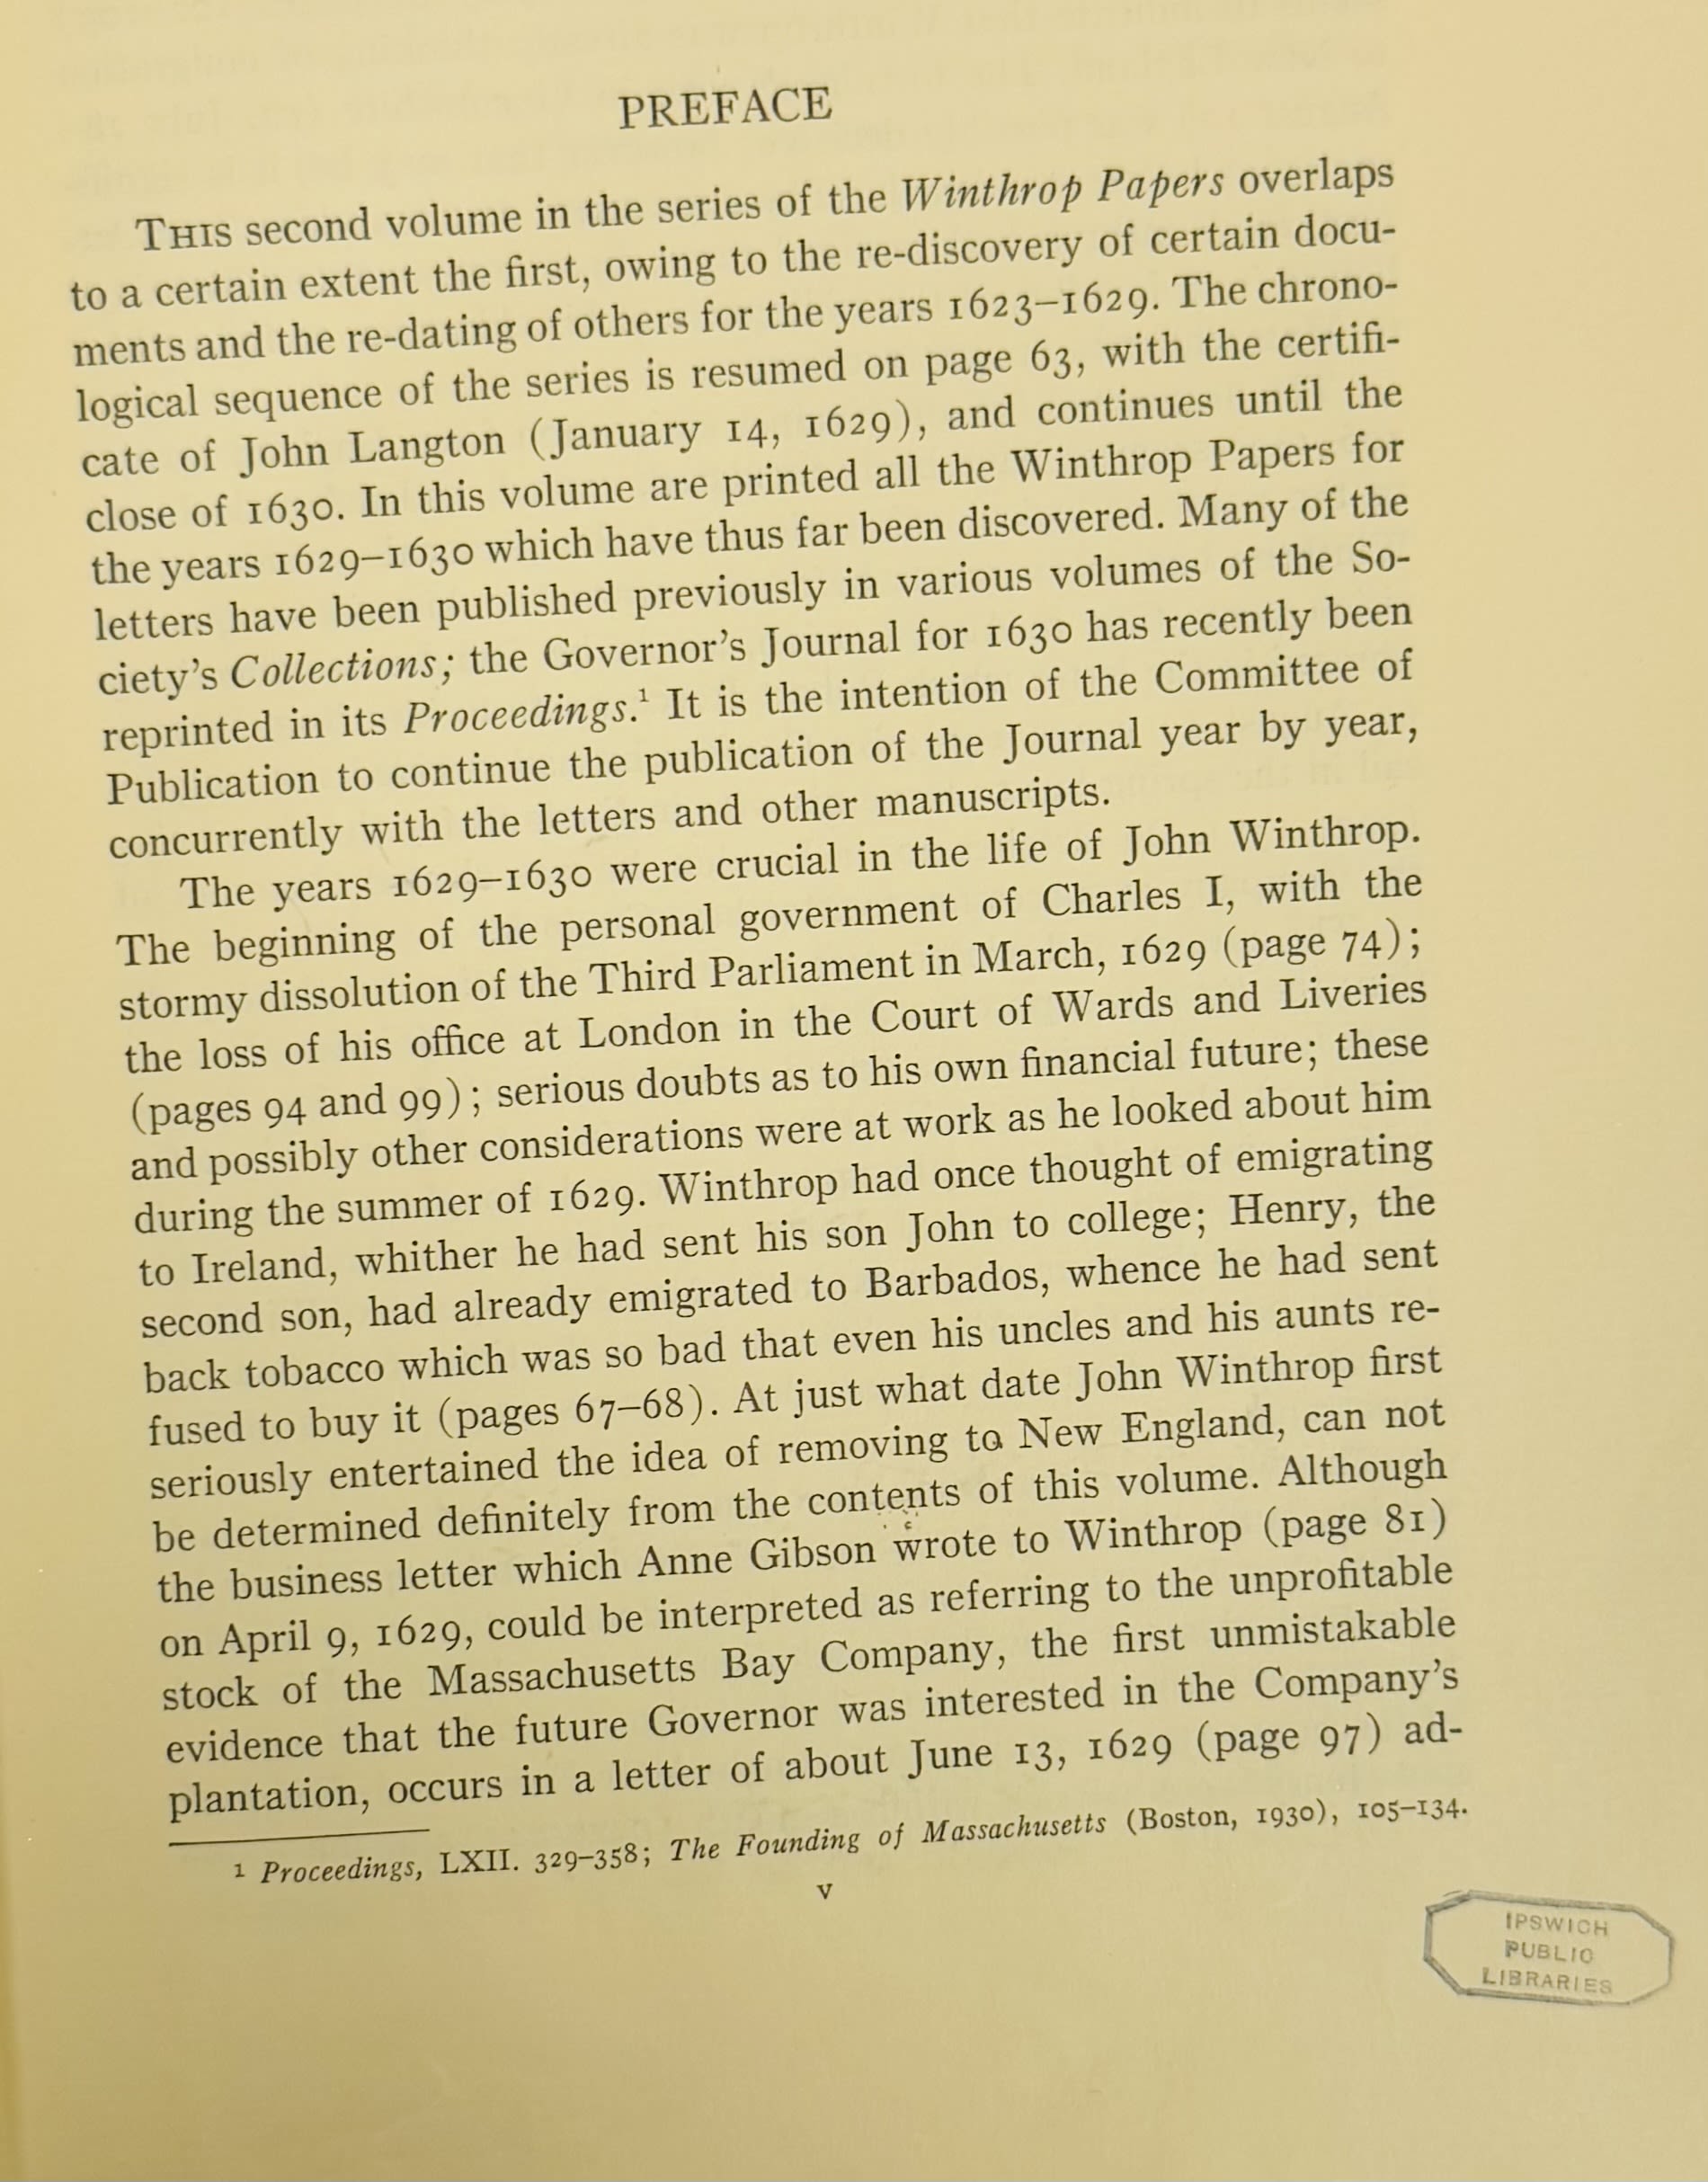 PREFACE
THIS second volume in the series of the Winthrop Papers overlaps
to a certain extent the first, owing to the re-discovery of certain docu-
ments and the re-dating of others for the years 1623–1629. The chrono-
logical sequence of the series is resumed on page 63, with the certifi-
cate of John Langton (January 14, 1629), and continues until the
close of 1630. In this volume are printed all the Winthrop Papers for
the years 1629–1630 which have thus far been discovered. Many of the
letters have been published previously in various volumes of the So-
ciety's Collections; the Governor's Journal for 1630 has recently been
reprinted in its Proceedings.¹ It is the intention of the Committee of
Publication to continue the publication of the Journal year by year,
concurrently with the letters and other manuscripts.
The years 1629–1630 were crucial in the life of John Winthrop.
The beginning of the personal government of Charles I, with the
stormy dissolution of the Third Parliament in March, 1629 (page 74);
the loss of his office at London in the Court of Wards and Liveries
(pages 94 and 99); serious doubts as to his own financial future; these
and possibly other considerations were at work as he looked about him
during the summer of 1629. Winthrop had once thought of emigrating
to Ireland, whither he had sent his son John to college; Henry, the
second son, had already emigrated to Barbados, whence he had sent
back tobacco which was so bad that even his uncles and his aunts re-
fused to buy it (pages 67–68). At just what date John Winthrop first
seriously entertained the idea of removing to New England, can not
be determined definitely from the contents of this volume. Although
the business letter which Anne Gibson wrote to Winthrop (page 81)
on April 9, 1629, could be interpreted as referring to the unprofitable
stock of the Massachusetts Bay Company, the first unmistakable
evidence that the future Governor was interested in the Company's
plantation, occurs in a letter of about June 13, 1629 (page 97) ad-
1 Proceedings, LXII. 329–358; The Founding of Massachusetts (Boston, 1930), 105–134.
v
IPSWICH
PUBLIC
LIBRARIES